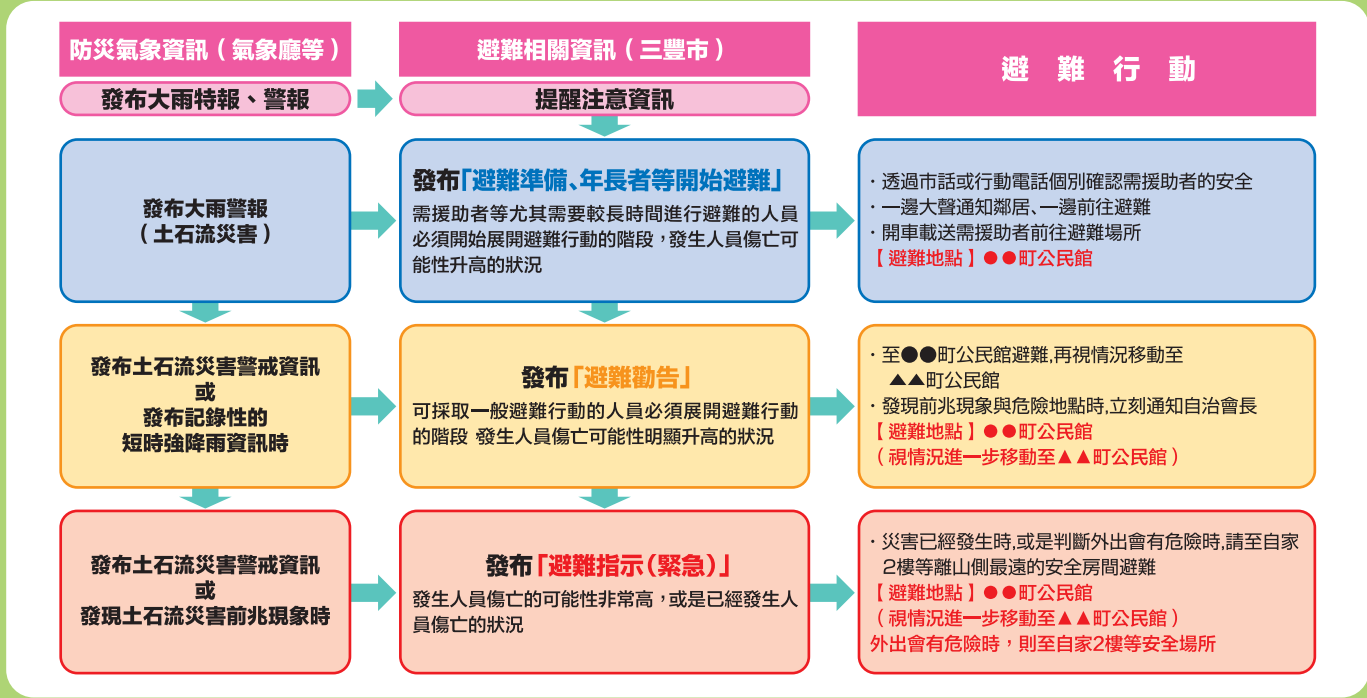 防災氣象資訊（氣象廳等）
避難相關資訊（三豐市）
避　難　行　動
發布大雨特報、警報
提醒注意資訊
發布大雨警報
（土石流災害）
發布「避難準備、年長者等開始避難」
需援助者等尤其需要較長時間進行避難的人員
必須開始展開避難行動的階段，發生人員傷亡可
能性升高的狀況
・透過市話或行動電話個別確認需援助者的安全
・一邊大聲通知鄰居、一邊前往避難
・開車載送需援助者前往避難場所
【避難地點】●●町公民館
發布土石流災害警戒資訊
或
發布記錄性的
短時強降雨資訊時
發布「避難勸告」
可採取一般避難行動的人員必須展開避難行動
的階段 發生人員傷亡可能性明顯升高的狀況
・至●●町公民館避難,再視情況移動至
▲▲町公民館
・發現前兆現象與危險地點時,立刻通知自治會長
【避難地點】●●町公民館
（視情況進一步移動至▲▲町公民館）
發布土石流災害警戒資訊
或
發現土石流災害前兆現象時
發布「避難指示（緊急）」
發生人員傷亡的可能性非常高，或是已經發生人
員傷亡的狀況
・災害已經發生時,或是判斷外出會有危險時,請至自家
2樓等離山側最遠的安全房間避難
【避難地點】●●町公民館
（視情況進一步移動至▲▲町公民館）
外出會有危險時，則至自家2樓等安全場所